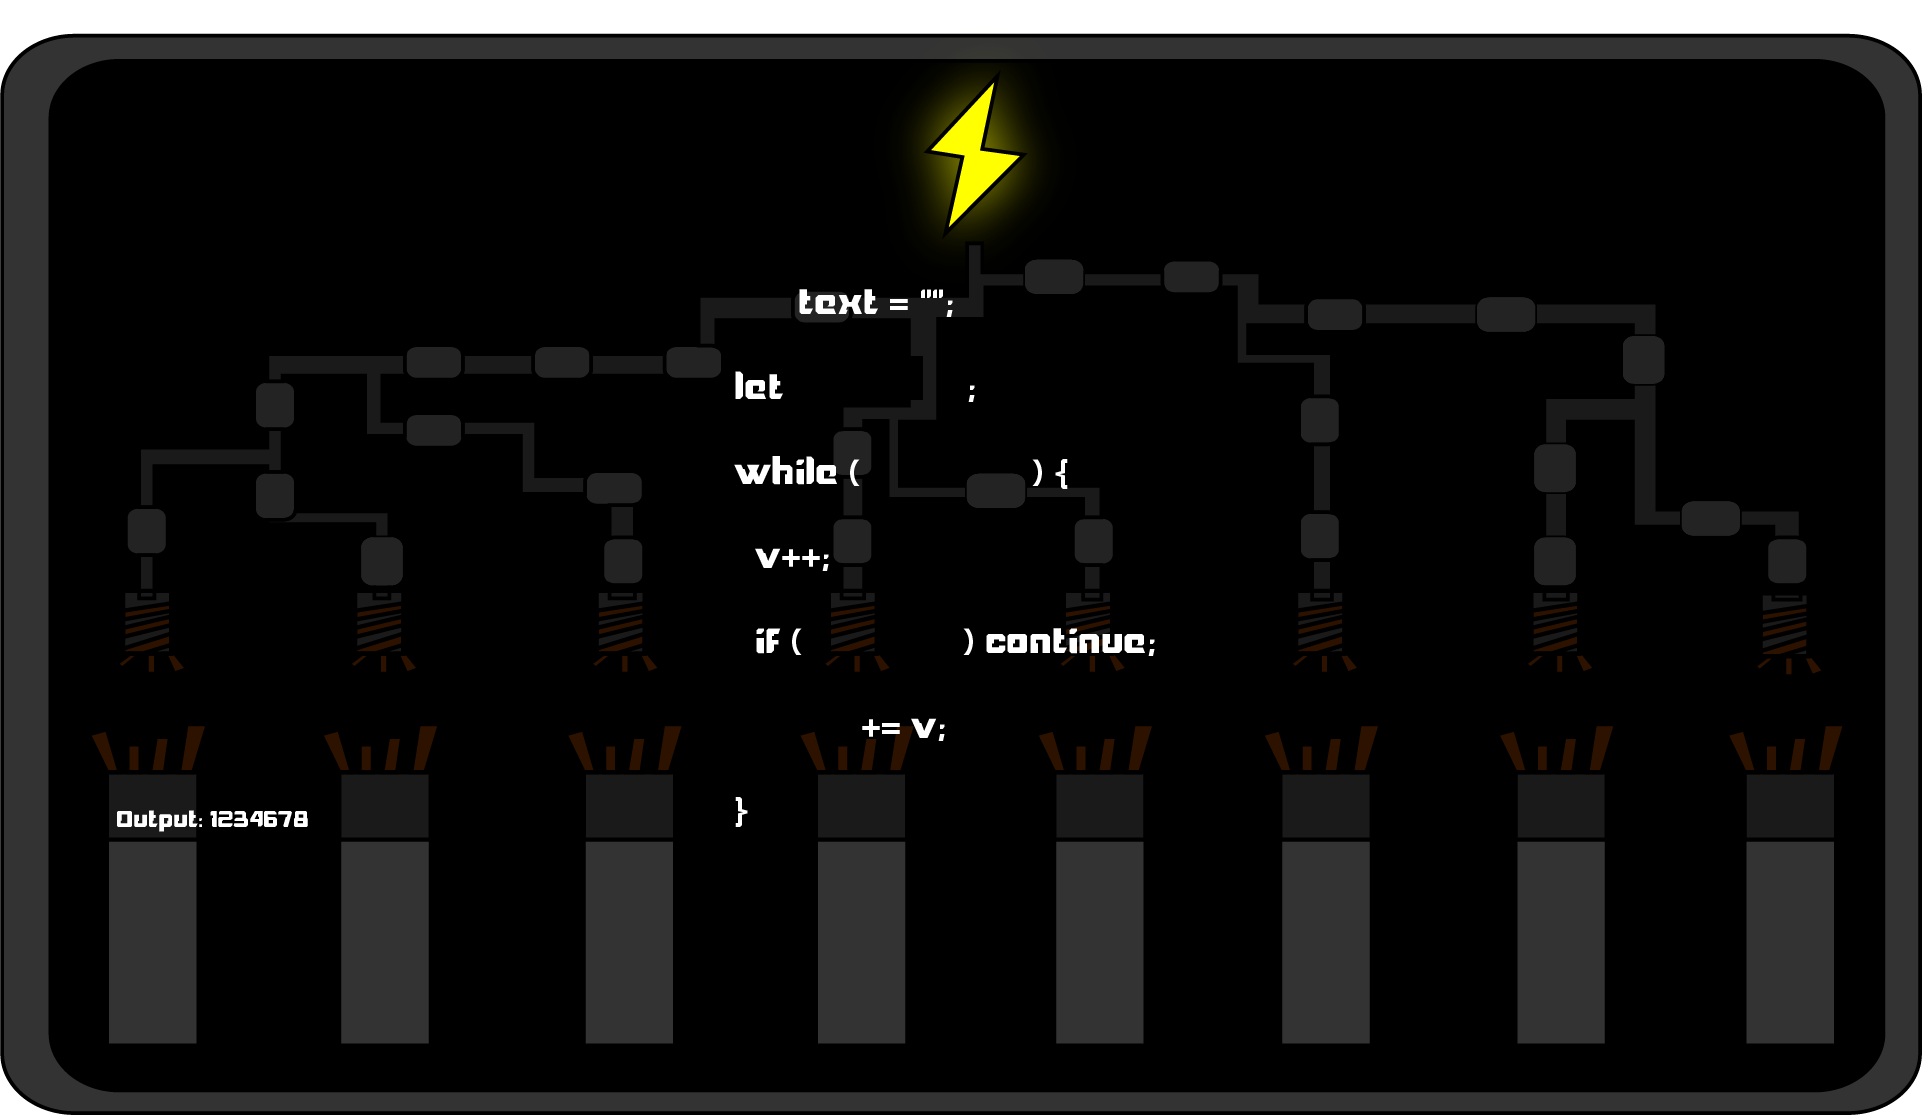 text = "";
let ;
while ( ) {
v++;
if ( ) continue;
+= v;
}
Output: 1234678